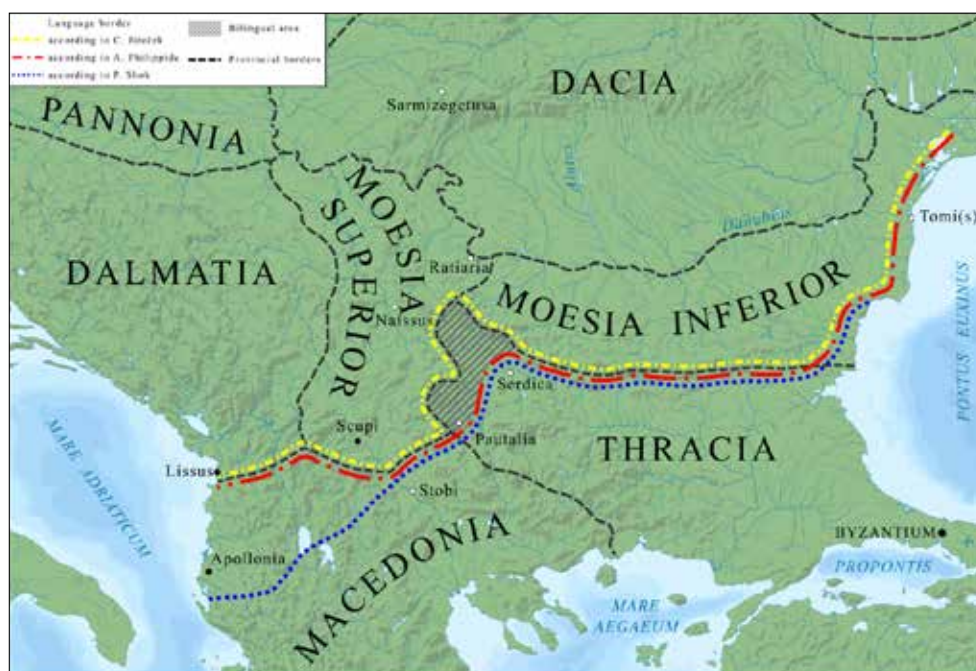 Language border
according to C. Jireček
according to A. Philippide
according to P. Skok
Bilingual area
Provincial borders
DACIA
Sarmizegetusa
PANNONIA
MOESIA
SUPERIOR
Alutus
Danubius
Tomi(s)
DALMATIA
Ratiaria
MOESIA INFERIOR
Naissus
PONTUS EUXINUS
Serdica
Scupi
Pautalia
THRACIA
Lissus
Stobi
MARE ADRIATICUM
BYZANTIUM
Apollonia
MACEDONIA
PROPONTIS
MARE
AEGAEUM